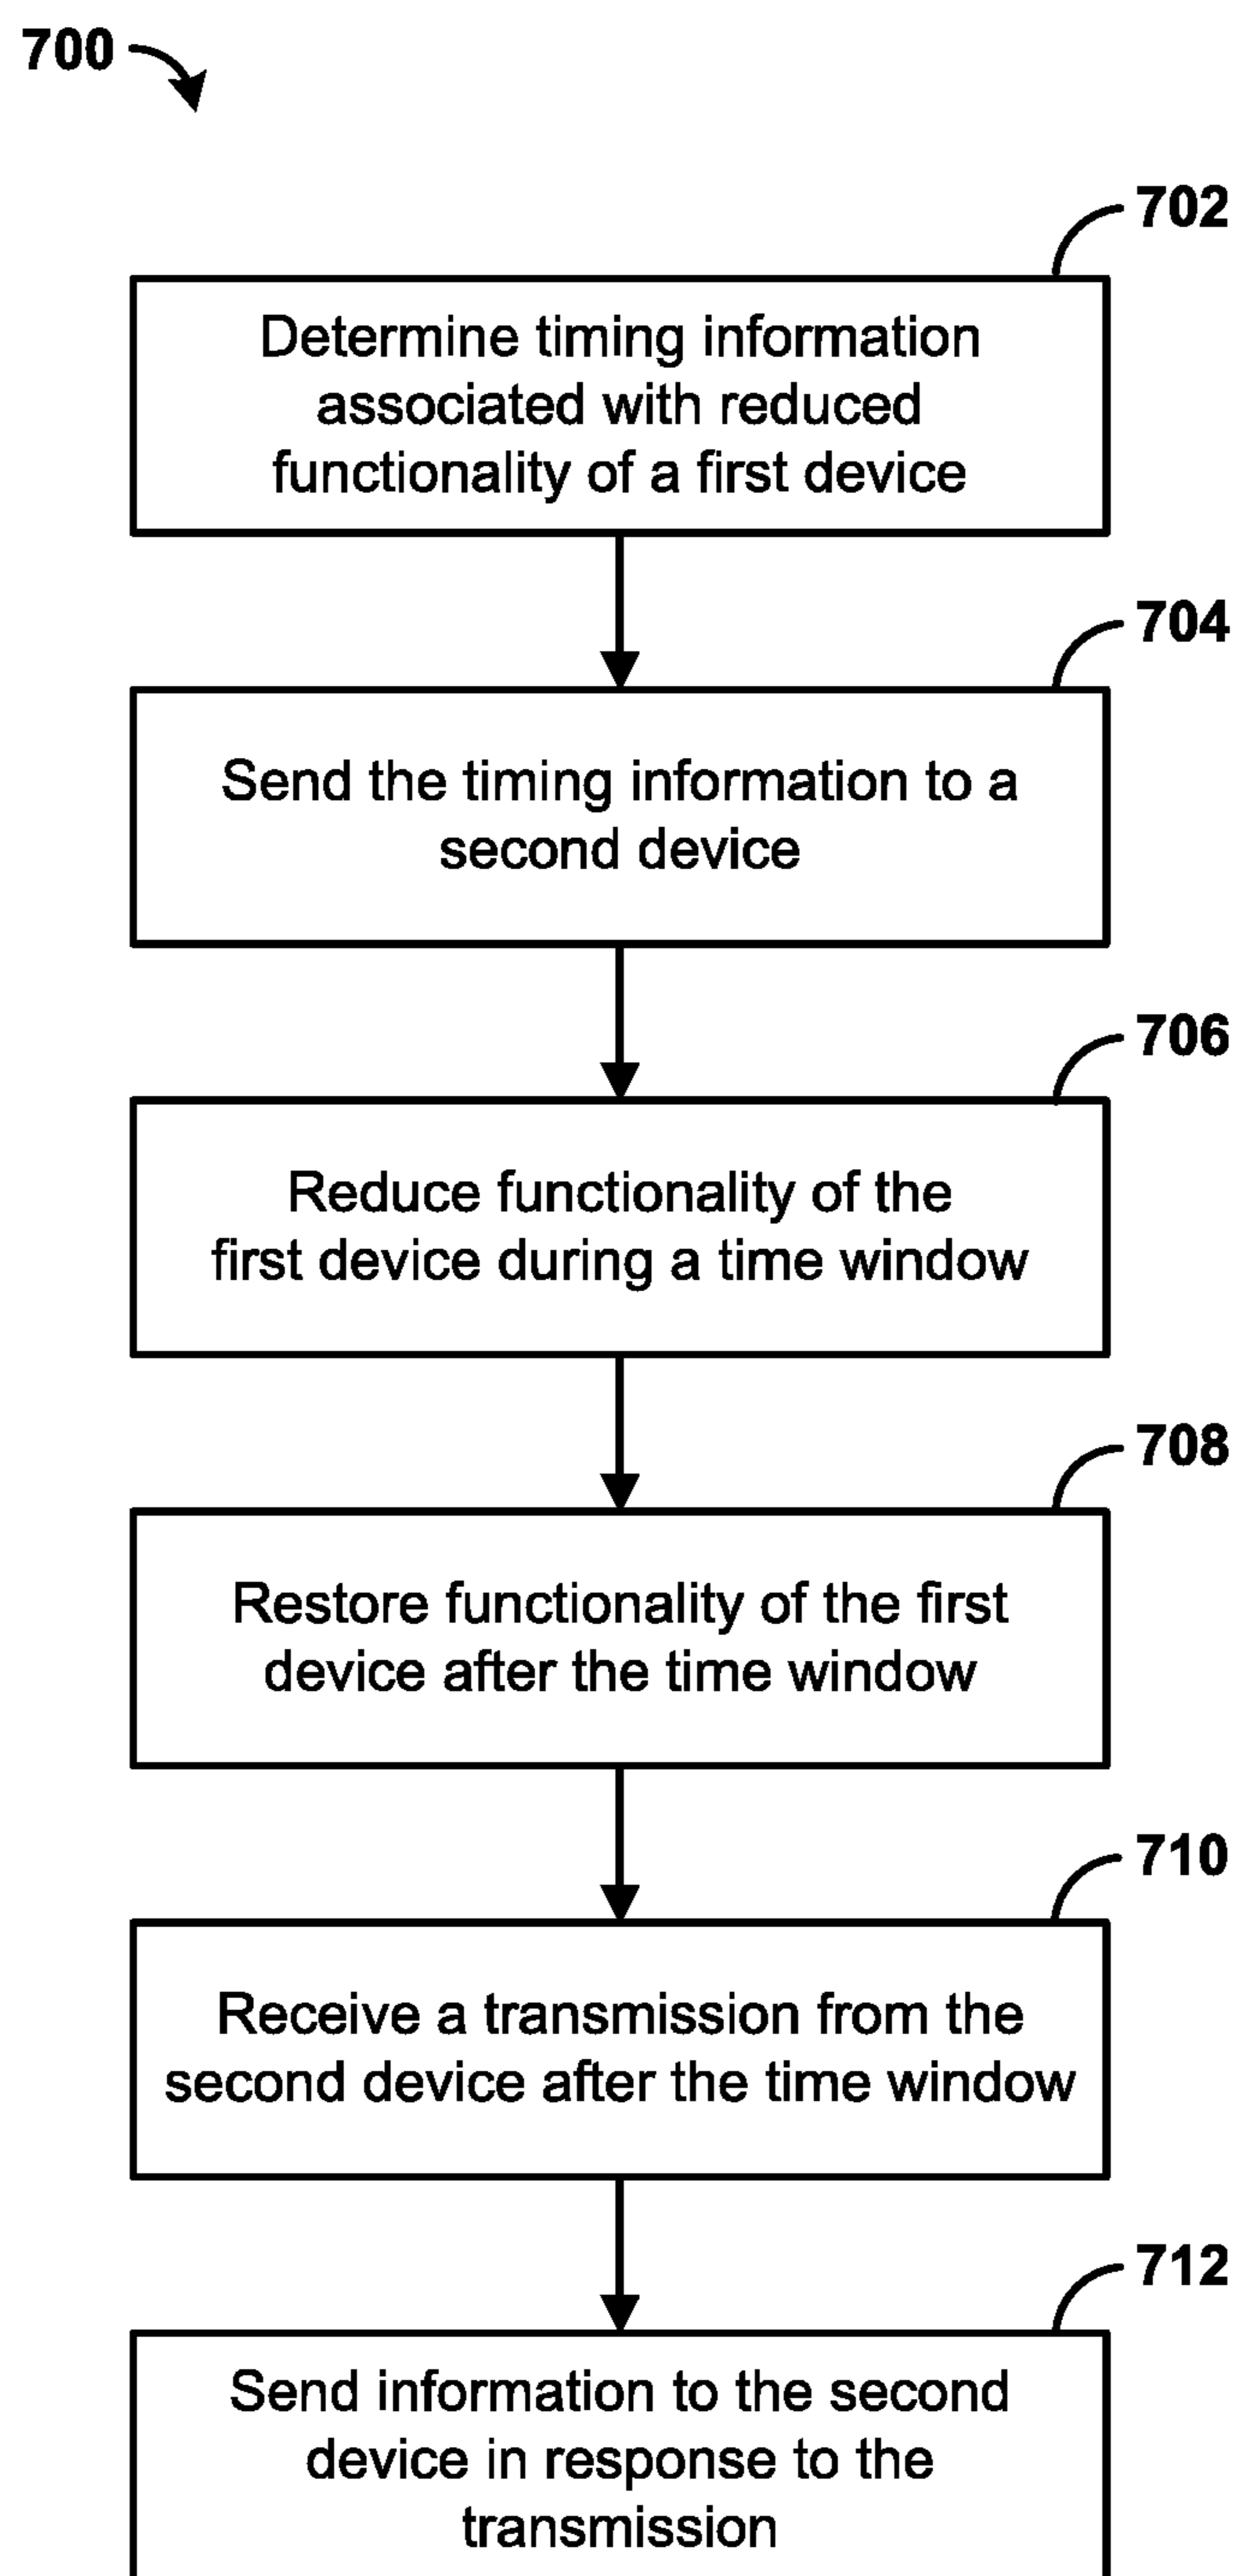 700
702
Determine timing information
associated with reduced
functionality of a first device
704
Send the timing information to a
second device
706
Reduce functionality of the
first device during a time window
708
Restore functionality of the first
device after the time window
710
Receive a transmission from the
second device after the time window
712
Send information to the second
device in response to the
transmission